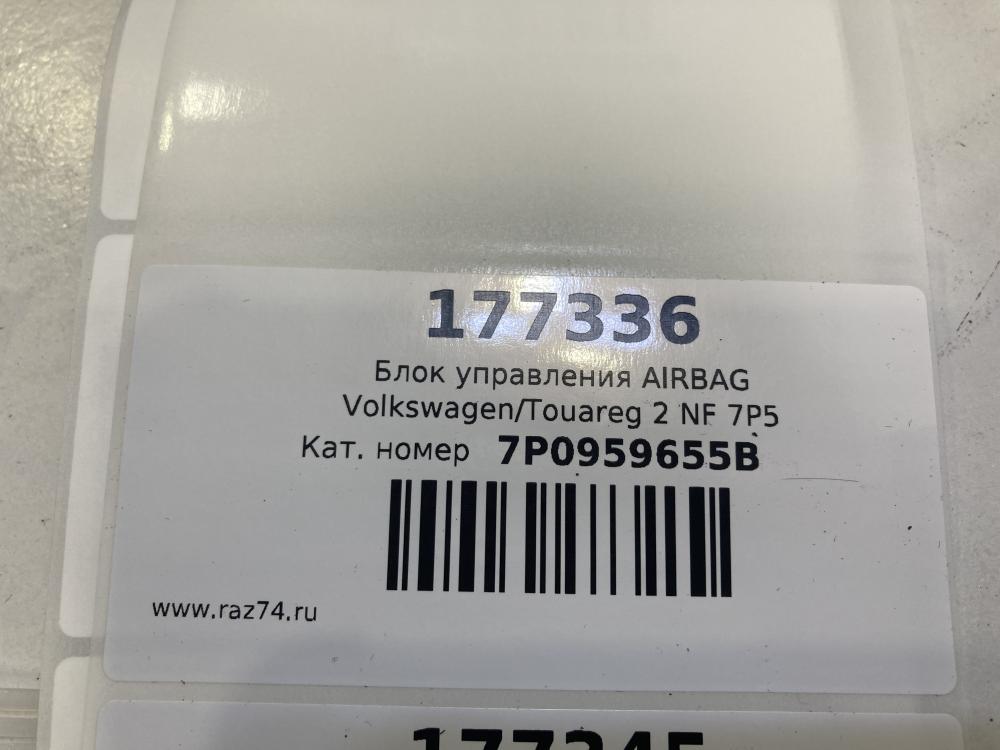 177336
Блок управления AIRBAG
Volkswagen/Touareg 2 NF 7P5
Кат. номер 7P0959655B
www.raz74.ru